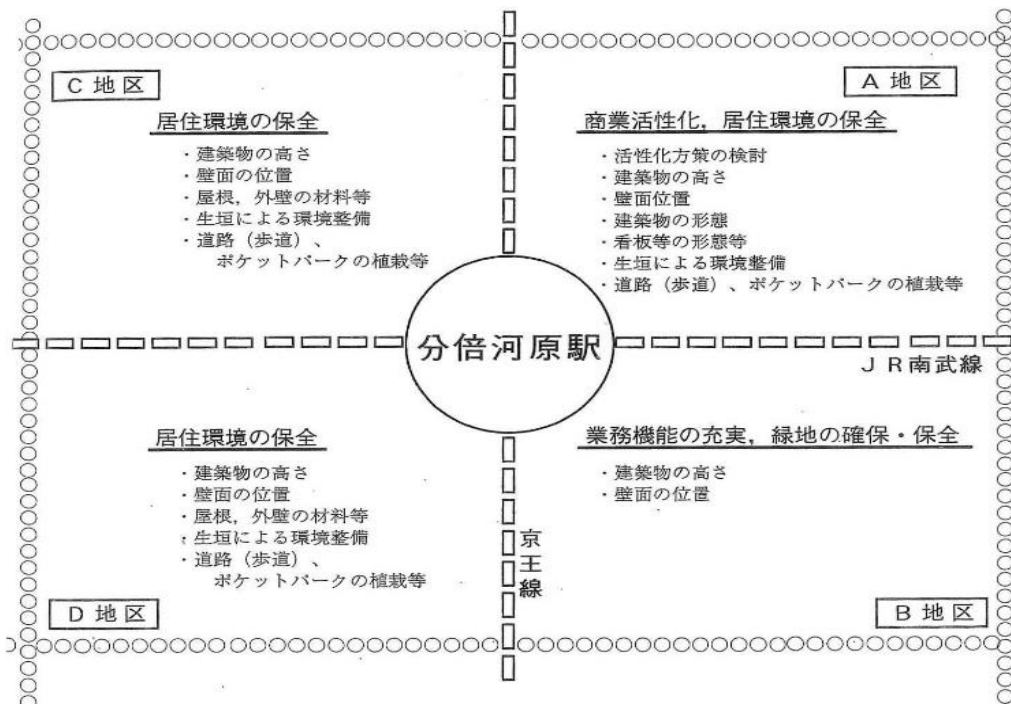 C 地区
居住環境の保全
・建築物の高さ
・壁面の位置
・屋根，外壁の材料等
・生垣による環境整備
・道路（歩道）、
ポケットパークの植栽等
A 地区
商業活性化，居住環境の保全
・活性化方策の検討
・建築物の高さ
・壁面位置
・建築物の形態
・看板等の形態等
・生垣による環境整備
・道路（歩道）、ポケットパークの植栽等
分倍河原駅
ＪＲ南武線
居住環境の保全
・建築物の高さ
・壁面の位置
・屋根，外壁の材料等
・生垣による環境整備
・道路（歩道）、
ポケットパークの植栽等
D 地区
京王線
業務機能の充実，緑地の確保・保全
・建築物の高さ
・壁面の位置
B 地区